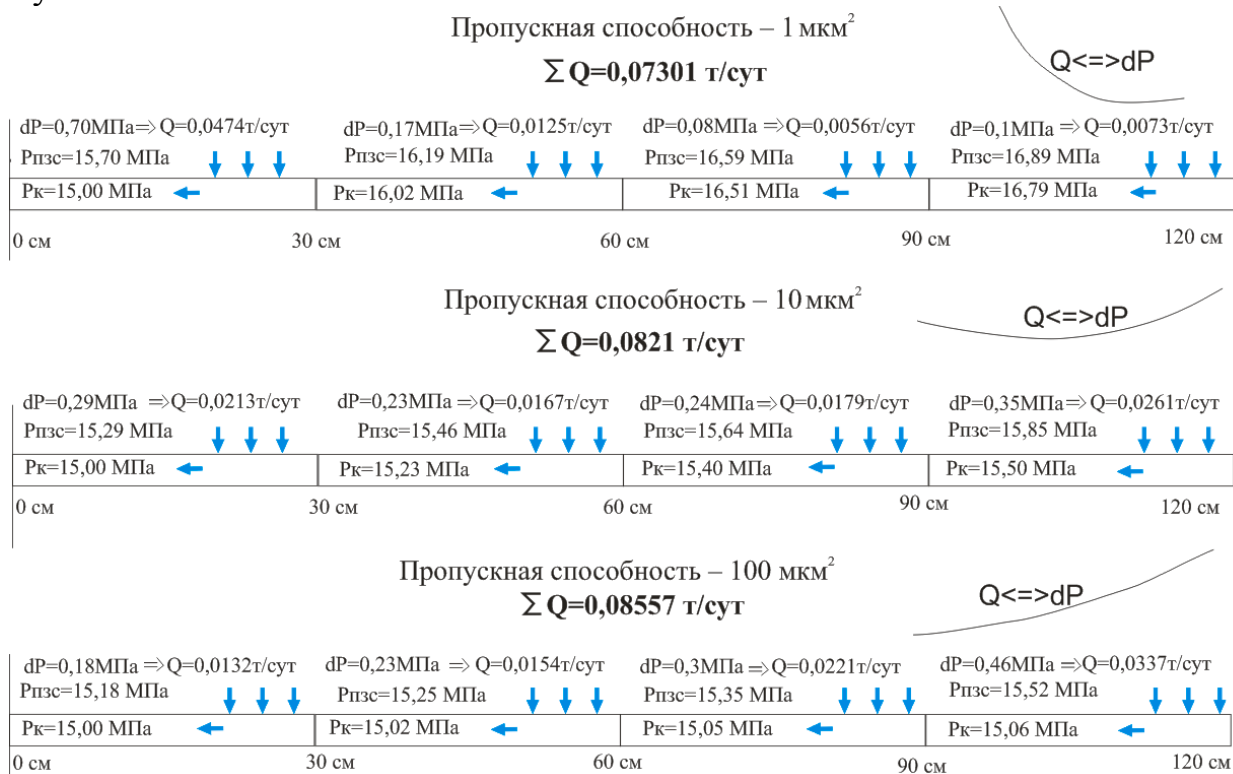 Пропускная способность – 1 мкм²
∑ Q=0,07301 т/сут
Q<=>dP
dP=0,70МПа⇒Q=0,0474т/сут dP=0,17МПа⇒Q=0,0125т/сут dP=0,08МПа ⇒Q=0,0056т/сут dP=0,1МПа ⇒ Q=0,0073т/сут
Рпзс=15,70 МПа Рпзс=16,19 МПа Рпзс=16,59 МПа Рпзс=16,89 МПа
Рк=15,00 МПа Рк=16,02 МПа Рк=16,51 МПа Рк=16,79 МПа
0 см 30 см 60 см 90 см 120 см
Пропускная способность – 10 мкм²
∑ Q=0,0821 т/сут
Q<=>dP
dP=0,29МПа ⇒Q=0,0213т/сут dP=0,23МПа⇒Q=0,0167т/сут dP=0,24МПа⇒Q=0,0179т/сут dP=0,35МПа⇒Q=0,0261т/сут
Рпзс=15,29 МПа Рпзс=15,46 МПа Рпзс=15,64 МПа Рпзс=15,85 МПа
Рк=15,00 МПа Рк=15,23 МПа Рк=15,40 МПа Рк=15,50 МПа
0 см 30 см 60 см 90 см 120 см
Пропускная способность – 100 мкм²
∑ Q=0,08557 т/сут
Q<=>dP
dP=0,18МПа ⇒Q=0,0132т/сут dP=0,23МПа ⇒ Q=0,0154т/сут dP=0,3МПа⇒Q=0,0221т/сут dP=0,46МПа⇒Q=0,0337т/сут
Рпзс=15,18 МПа Рпзс=15,25 МПа Рпзс=15,35 МПа Рпзс=15,52 МПа
Рк=15,00 МПа Рк=15,02 МПа Рк=15,05 МПа Рк=15,06 МПа
0 см 30 см 60 см 90 см 120 см